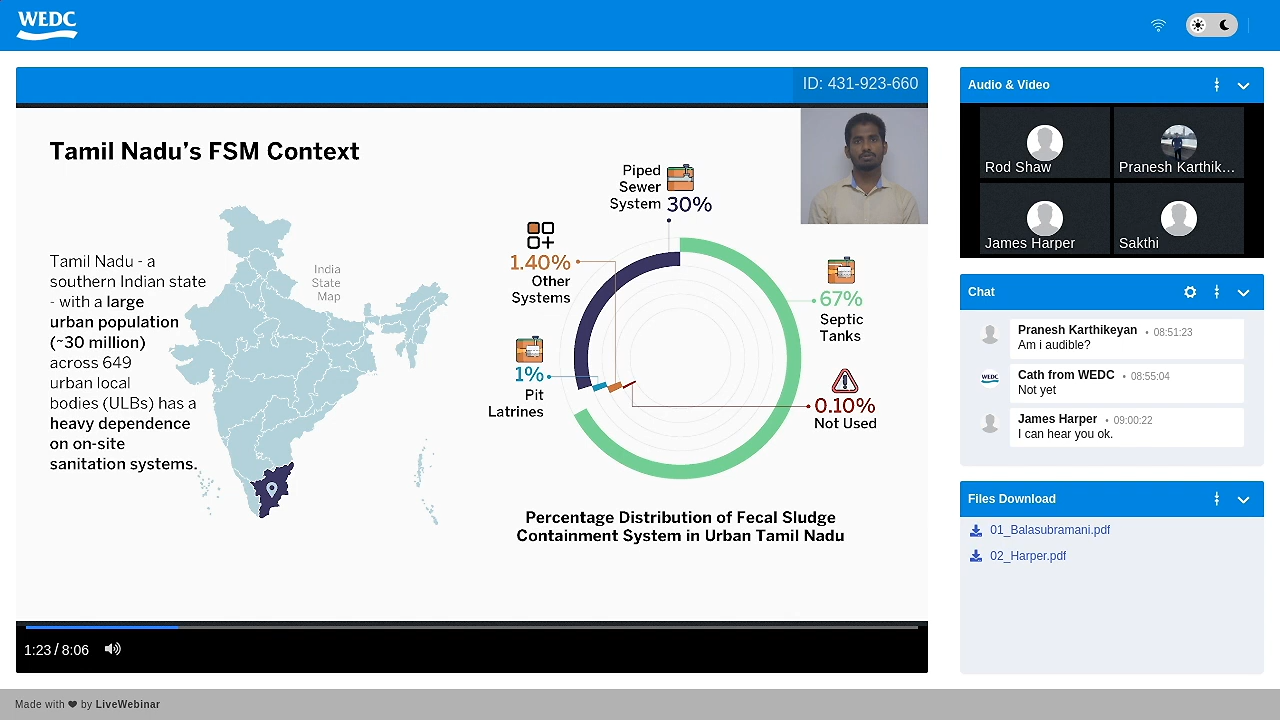 WEDC
ID: 431-923-660
Tamil Nadu's FSM Context
Tamil Nadu - a
southern Indian state
- with a large
urban population
(~30 million)
across 649
urban local
bodies (ULBs) has a
heavy dependence
on on-site
sanitation systems.
India
State
Map
Piped
Sewer
System 30%
1.40%
Other
Systems
67%
Septic
Tanks
1%
Pit
Latrines
0.10%
Not Used
Percentage Distribution of Fecal Sludge
Containment System in Urban Tamil Nadu
1:23 / 8:06
Audio & Video
Rod Shaw
Pranesh Karthik...
James Harper
Sakthi
Chat
Pranesh Karthikeyan • 08:51:23
Am i audible?
WEDC
Cath from WEDC • 08:55:04
Not yet
James Harper • 09:00:22
I can hear you ok.
Files Download
01_Balasubramani.pdf
02_Harper.pdf
Made with ❤ by LiveWebinar